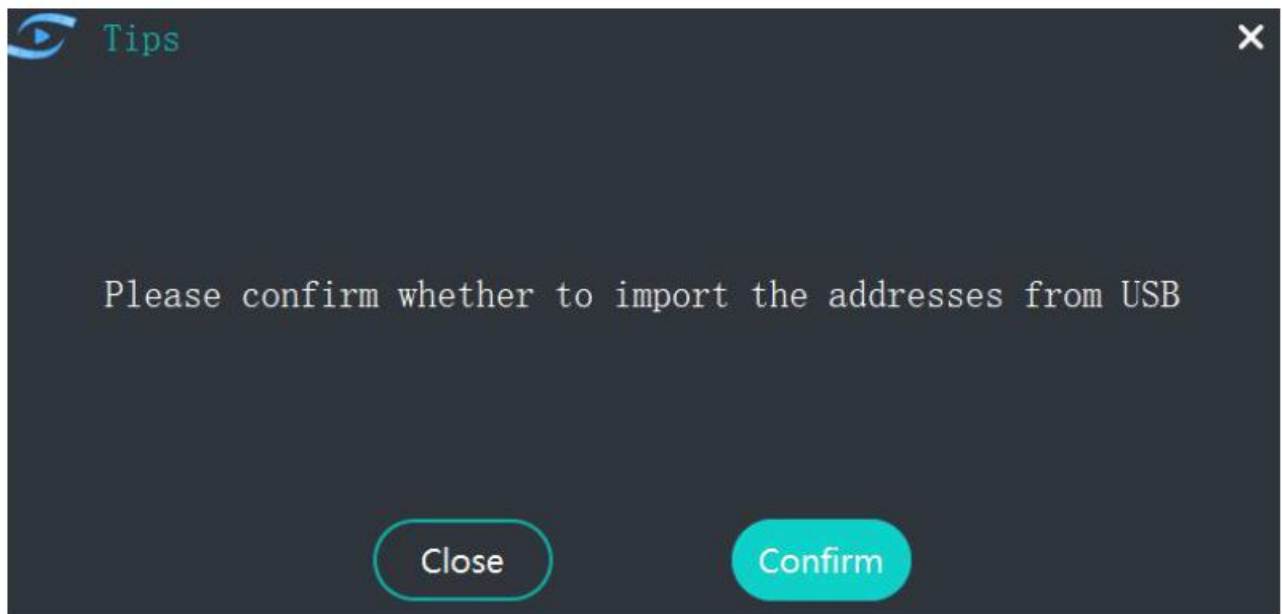 Tips
Please confirm whether to import the addresses from USB
Close
Confirm